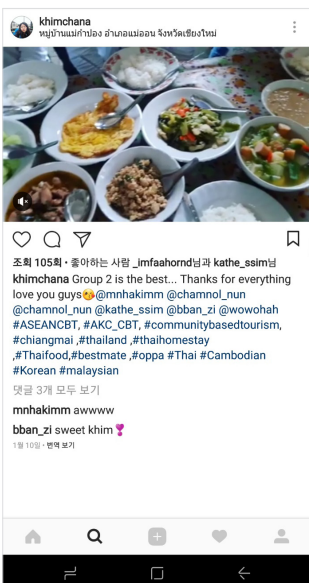 khimchana
หมู่บ้านแม่กำปอง อำเภอแม่ออน จังหวัดเชียงใหม่
조회 105회 • 좋아하는 사람 _imfaahornd님과 kathe_ssim님
khimchana Group 2 is the best... Thanks for everything
love you guys😘@mnhakimm @chamnol_nun
@chamnol_nun @kathe_ssim @bban_zi @wowohah
#ASEANCBT, #AKC_CBT, #communitybasedtourism,
#chiangmai ,#thailand ,#thaihomestay
,#Thaifood,#bestmate ,#oppa #Thai #Cambodian
#Korean #malaysian
댓글 3개 모두 보기
mnhakimm awwww
bban_zi sweet khim❣
1월 10일 • 번역 보기